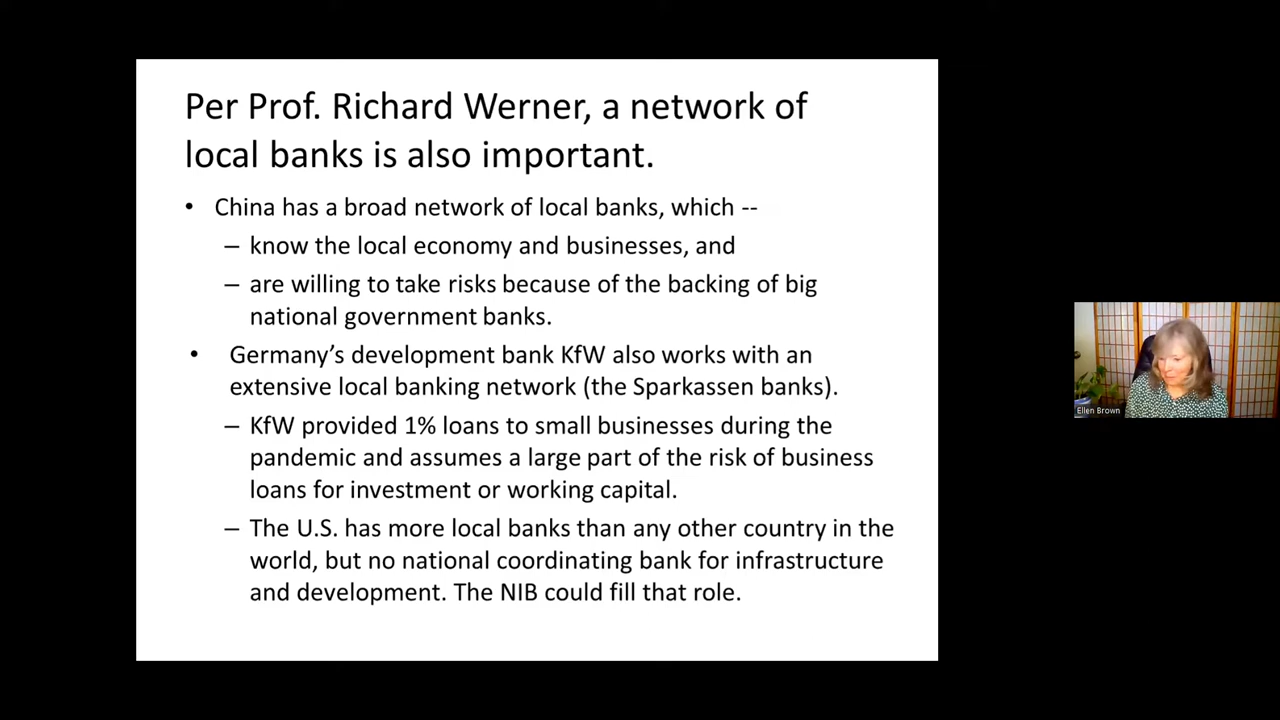 Per Prof. Richard Werner, a network of
local banks is also important.
• China has a broad network of local banks, which --
– know the local economy and businesses, and
– are willing to take risks because of the backing of big
national government banks.
• Germany’s development bank KfW also works with an
extensive local banking network (the Sparkassen banks).
– KfW provided 1% loans to small businesses during the
pandemic and assumes a large part of the risk of business
loans for investment or working capital.
– The U.S. has more local banks than any other country in the
world, but no national coordinating bank for infrastructure
and development. The NIB could fill that role.
Ellen Brown